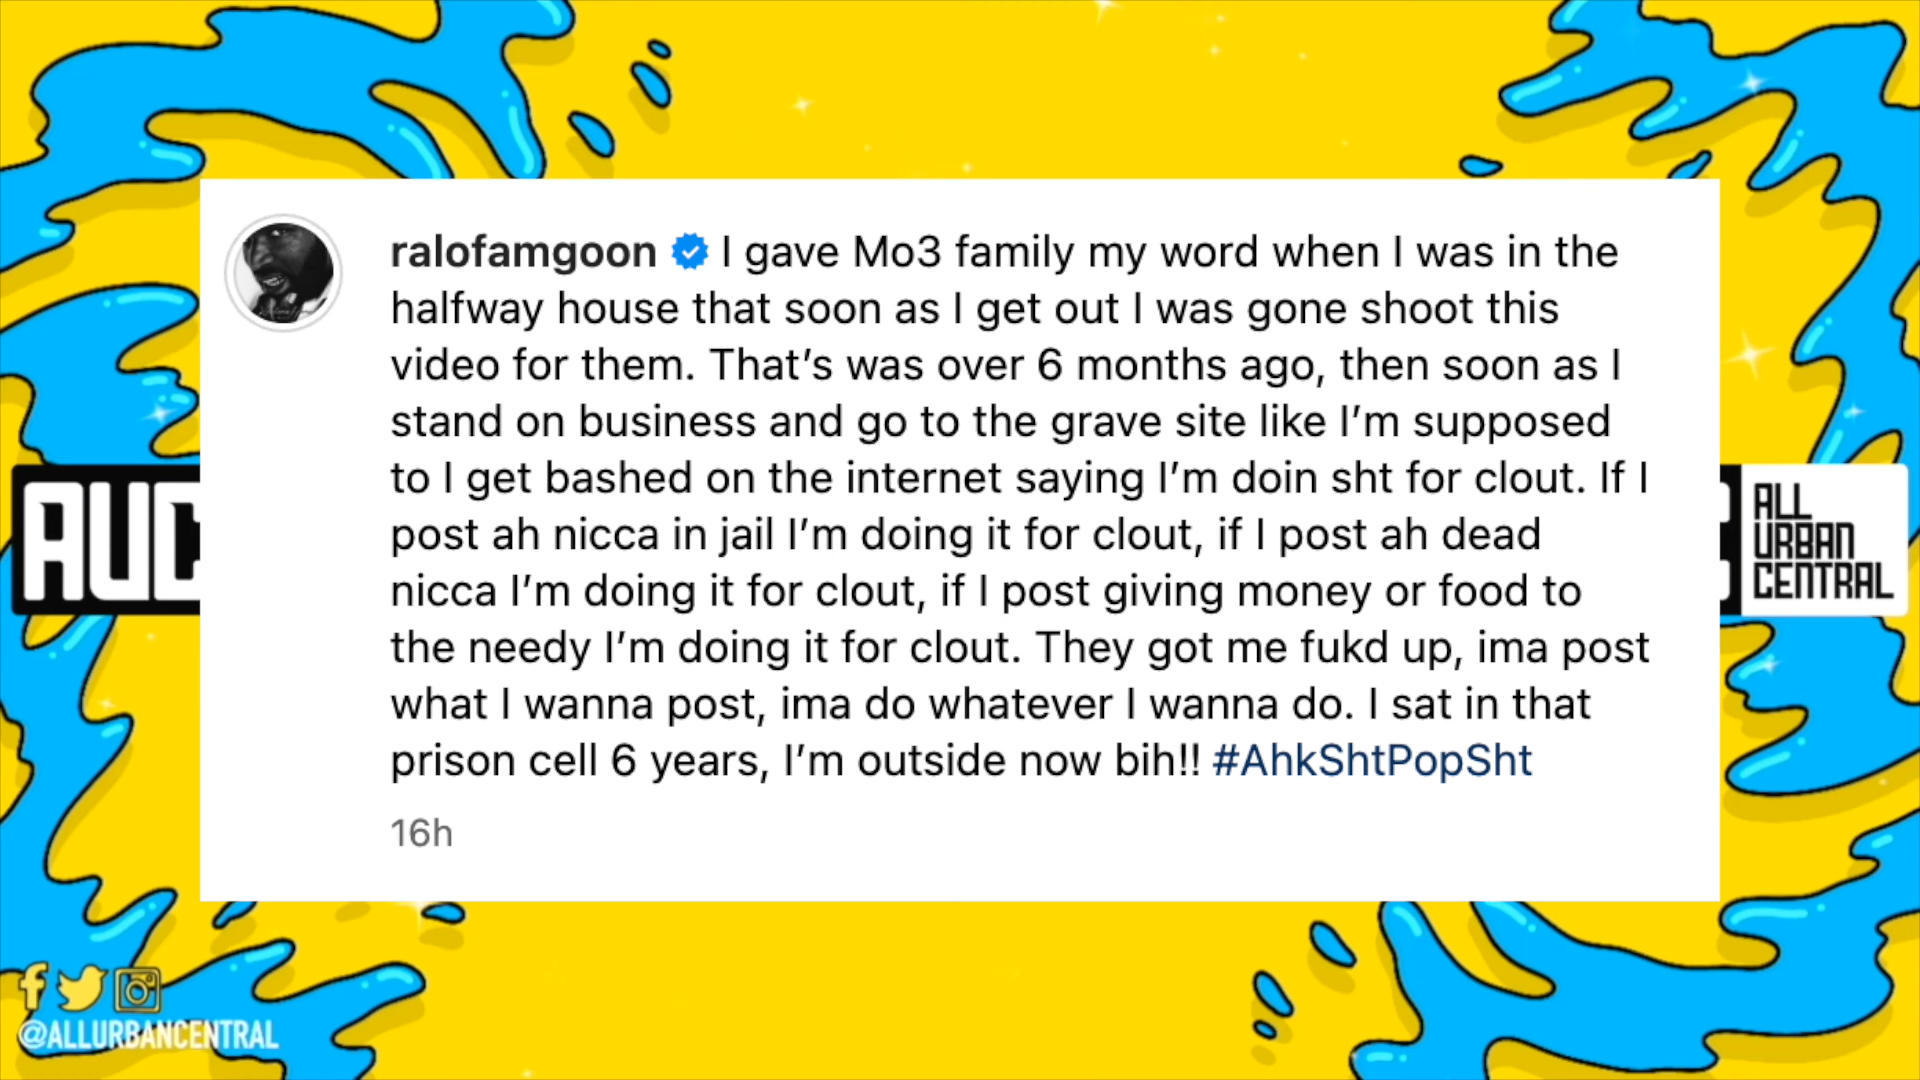 ralofamgoon I gave Mo3 family my word when I was in the
halfway house that soon as I get out I was gone shoot this
video for them. That’s was over 6 months ago, then soon as I
stand on business and go to the grave site like I’m supposed
to I get bashed on the internet saying I’m doin sht for clout. If I
post ah nicca in jail I’m doing it for clout, if I post ah dead
nicca I’m doing it for clout, if I post giving money or food to
the needy I’m doing it for clout. They got me fukd up, ima post
what I wanna post, ima do whatever I wanna do. I sat in that
prison cell 6 years, I’m outside now bih!! #AhkShtPopSht
16h
AUC
ALL
URBAN
CENTRAL
@ALLURBANCENTRAL